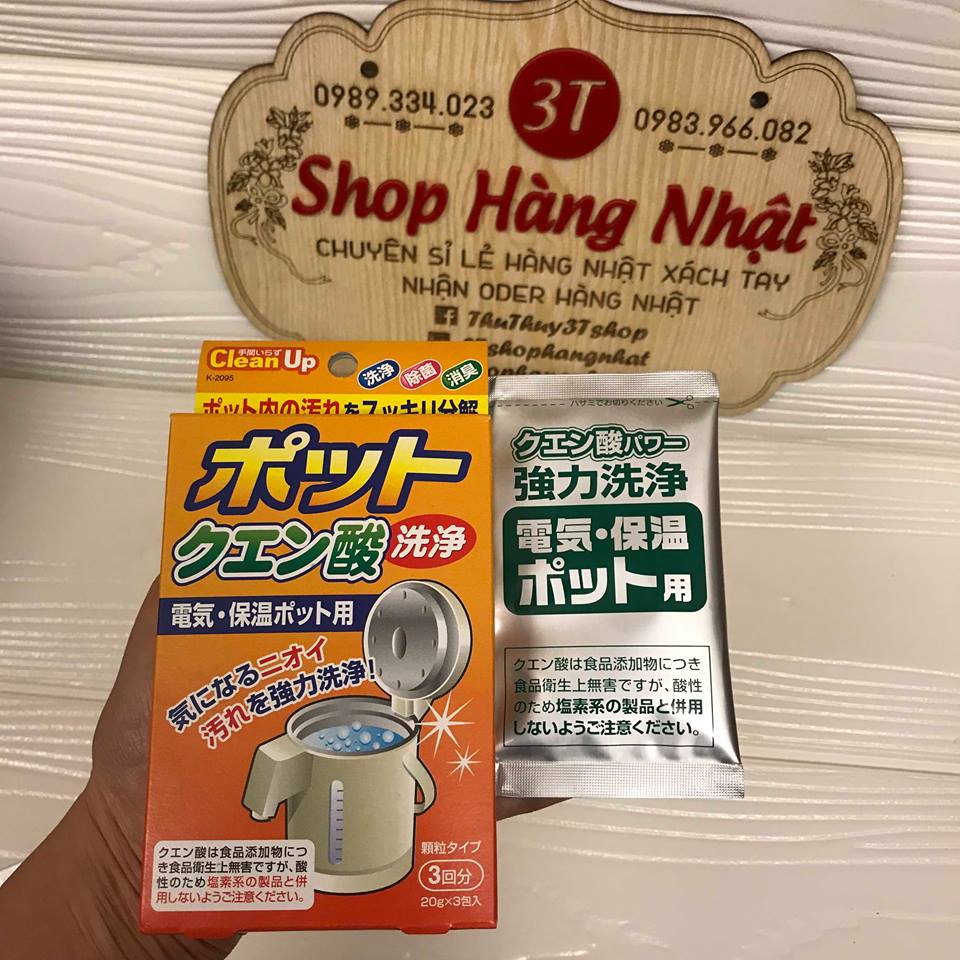 3T
0989.334.023
0983.966.082
Shop Hàng Nhật
CHUYÊN SỈ LẺ HÀNG NHẬT XÁCH TAY
NHẬN ODER HÀNG NHẬT
ThuThuy3Tshop
shophangnhat
手間いらず
Clean Up
K-2095
洗浄 除菌 消臭
ポット内の汚れをスッキリ分解
ポット
クエン酸 洗浄
電気・保温ポット用
気になるニオイ
汚れを強力洗浄!
クエン酸は食品添加物につ
き食品衛生上無害ですが、酸
性のため塩素系の製品と併
用しないようご注意ください。
顆粒タイプ
3回分
20g×3包入
ハサミでお切りください
クエン酸パワー
強力洗浄
電気・保温
ポット用
クエン酸は食品添加物につき
食品衛生上無害ですが、酸性
のため塩素系の製品と併用
しないようご注意ください。